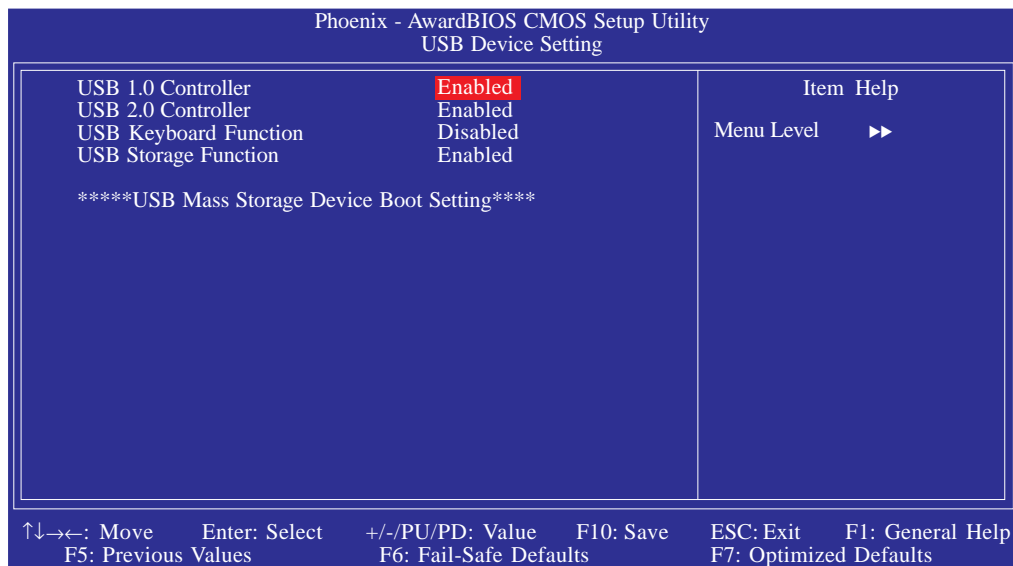 Phoenix - AwardBIOS CMOS Setup Utility
USB Device Setting
USB 1.0 Controller Enabled
USB 2.0 Controller Enabled
USB Keyboard Function Disabled
USB Storage Function Enabled
*****USB Mass Storage Device Boot Setting****
Item Help
Menu Level ▶▶
↑↓→←: Move Enter: Select +/-/PU/PD: Value F10: Save ESC: Exit F1: General Help
F5: Previous Values F6: Fail-Safe Defaults F7: Optimized Defaults